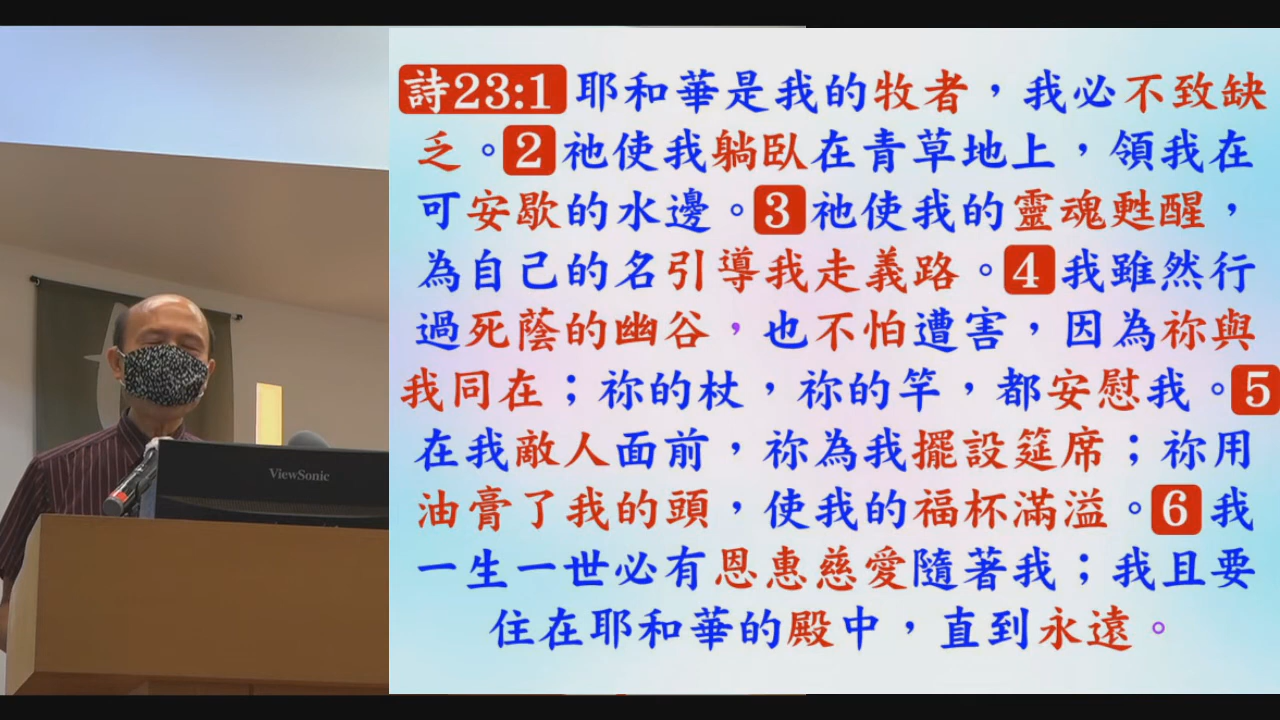 ViewSonic
詩23:1 耶和華是我的牧者，我必不致缺
乏。2 祂使我躺臥在青草地上，領我在
可安歇的水邊。3 祂使我的靈魂甦醒，
為自己的名引導我走義路。4 我雖然行
過死蔭的幽谷，也不怕遭害，因為祢與
我同在；祢的杖，祢的竿，都安慰我。5
在我敵人面前，祢為我擺設筵席；祢用
油膏了我的頭，使我的福杯滿溢。6 我
一生一世必有恩惠慈愛隨著我；我且要
住在耶和華的殿中，直到永遠。